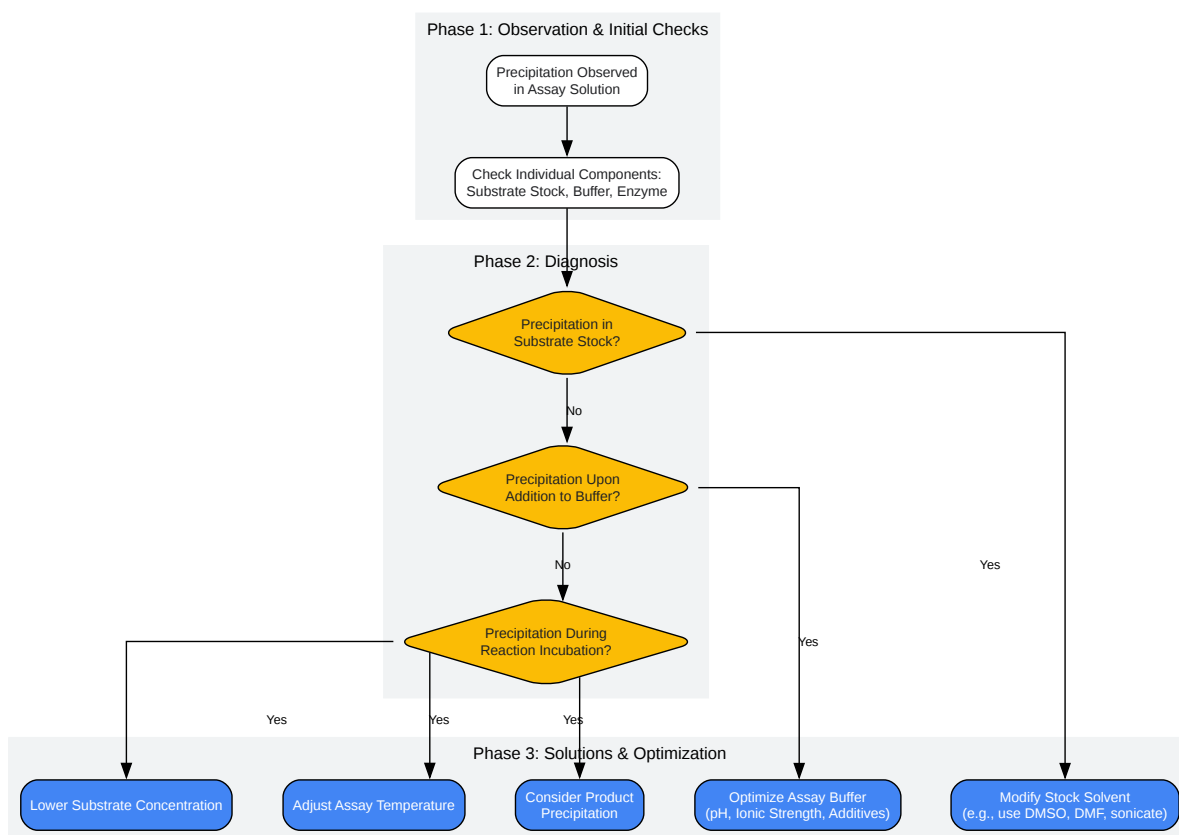 Phase 1: Observation & Initial Checks
Precipitation Observed
in Assay Solution
Check Individual Components:
Substrate Stock, Buffer, Enzyme
Phase 2: Diagnosis
Precipitation in
Substrate Stock?
No
Precipitation Upon
Addition to Buffer?
No
Yes
Precipitation During
Reaction Incubation?
Yes
Yes
Yes
Yes
Phase 3: Solutions & Optimization
Lower Substrate Concentration
Adjust Assay Temperature
Consider Product
Precipitation
Optimize Assay Buffer
(pH, Ionic Strength, Additives)
Modify Stock Solvent
(e.g., use DMSO, DMF, sonicate)